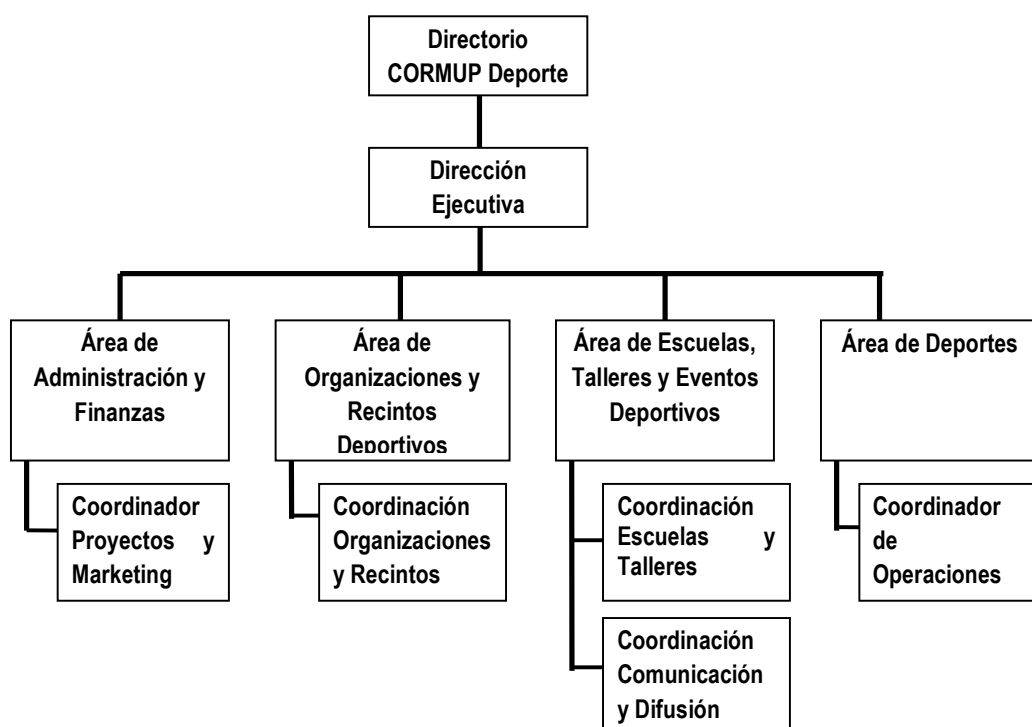 Directorio
CORMUP Deporte
Dirección
Ejecutiva
Área de
Administración y
Finanzas
Área de
Organizaciones y
Recintos
Deportivos
Área de Escuelas,
Talleres y Eventos
Deportivos
Área de Deportes
Coordinador
Proyectos y
Marketing
Coordinación
Organizaciones
y Recintos
Coordinación
Escuelas y
Talleres
Coordinador
de
Operaciones
Coordinación
Comunicación
y Difusión